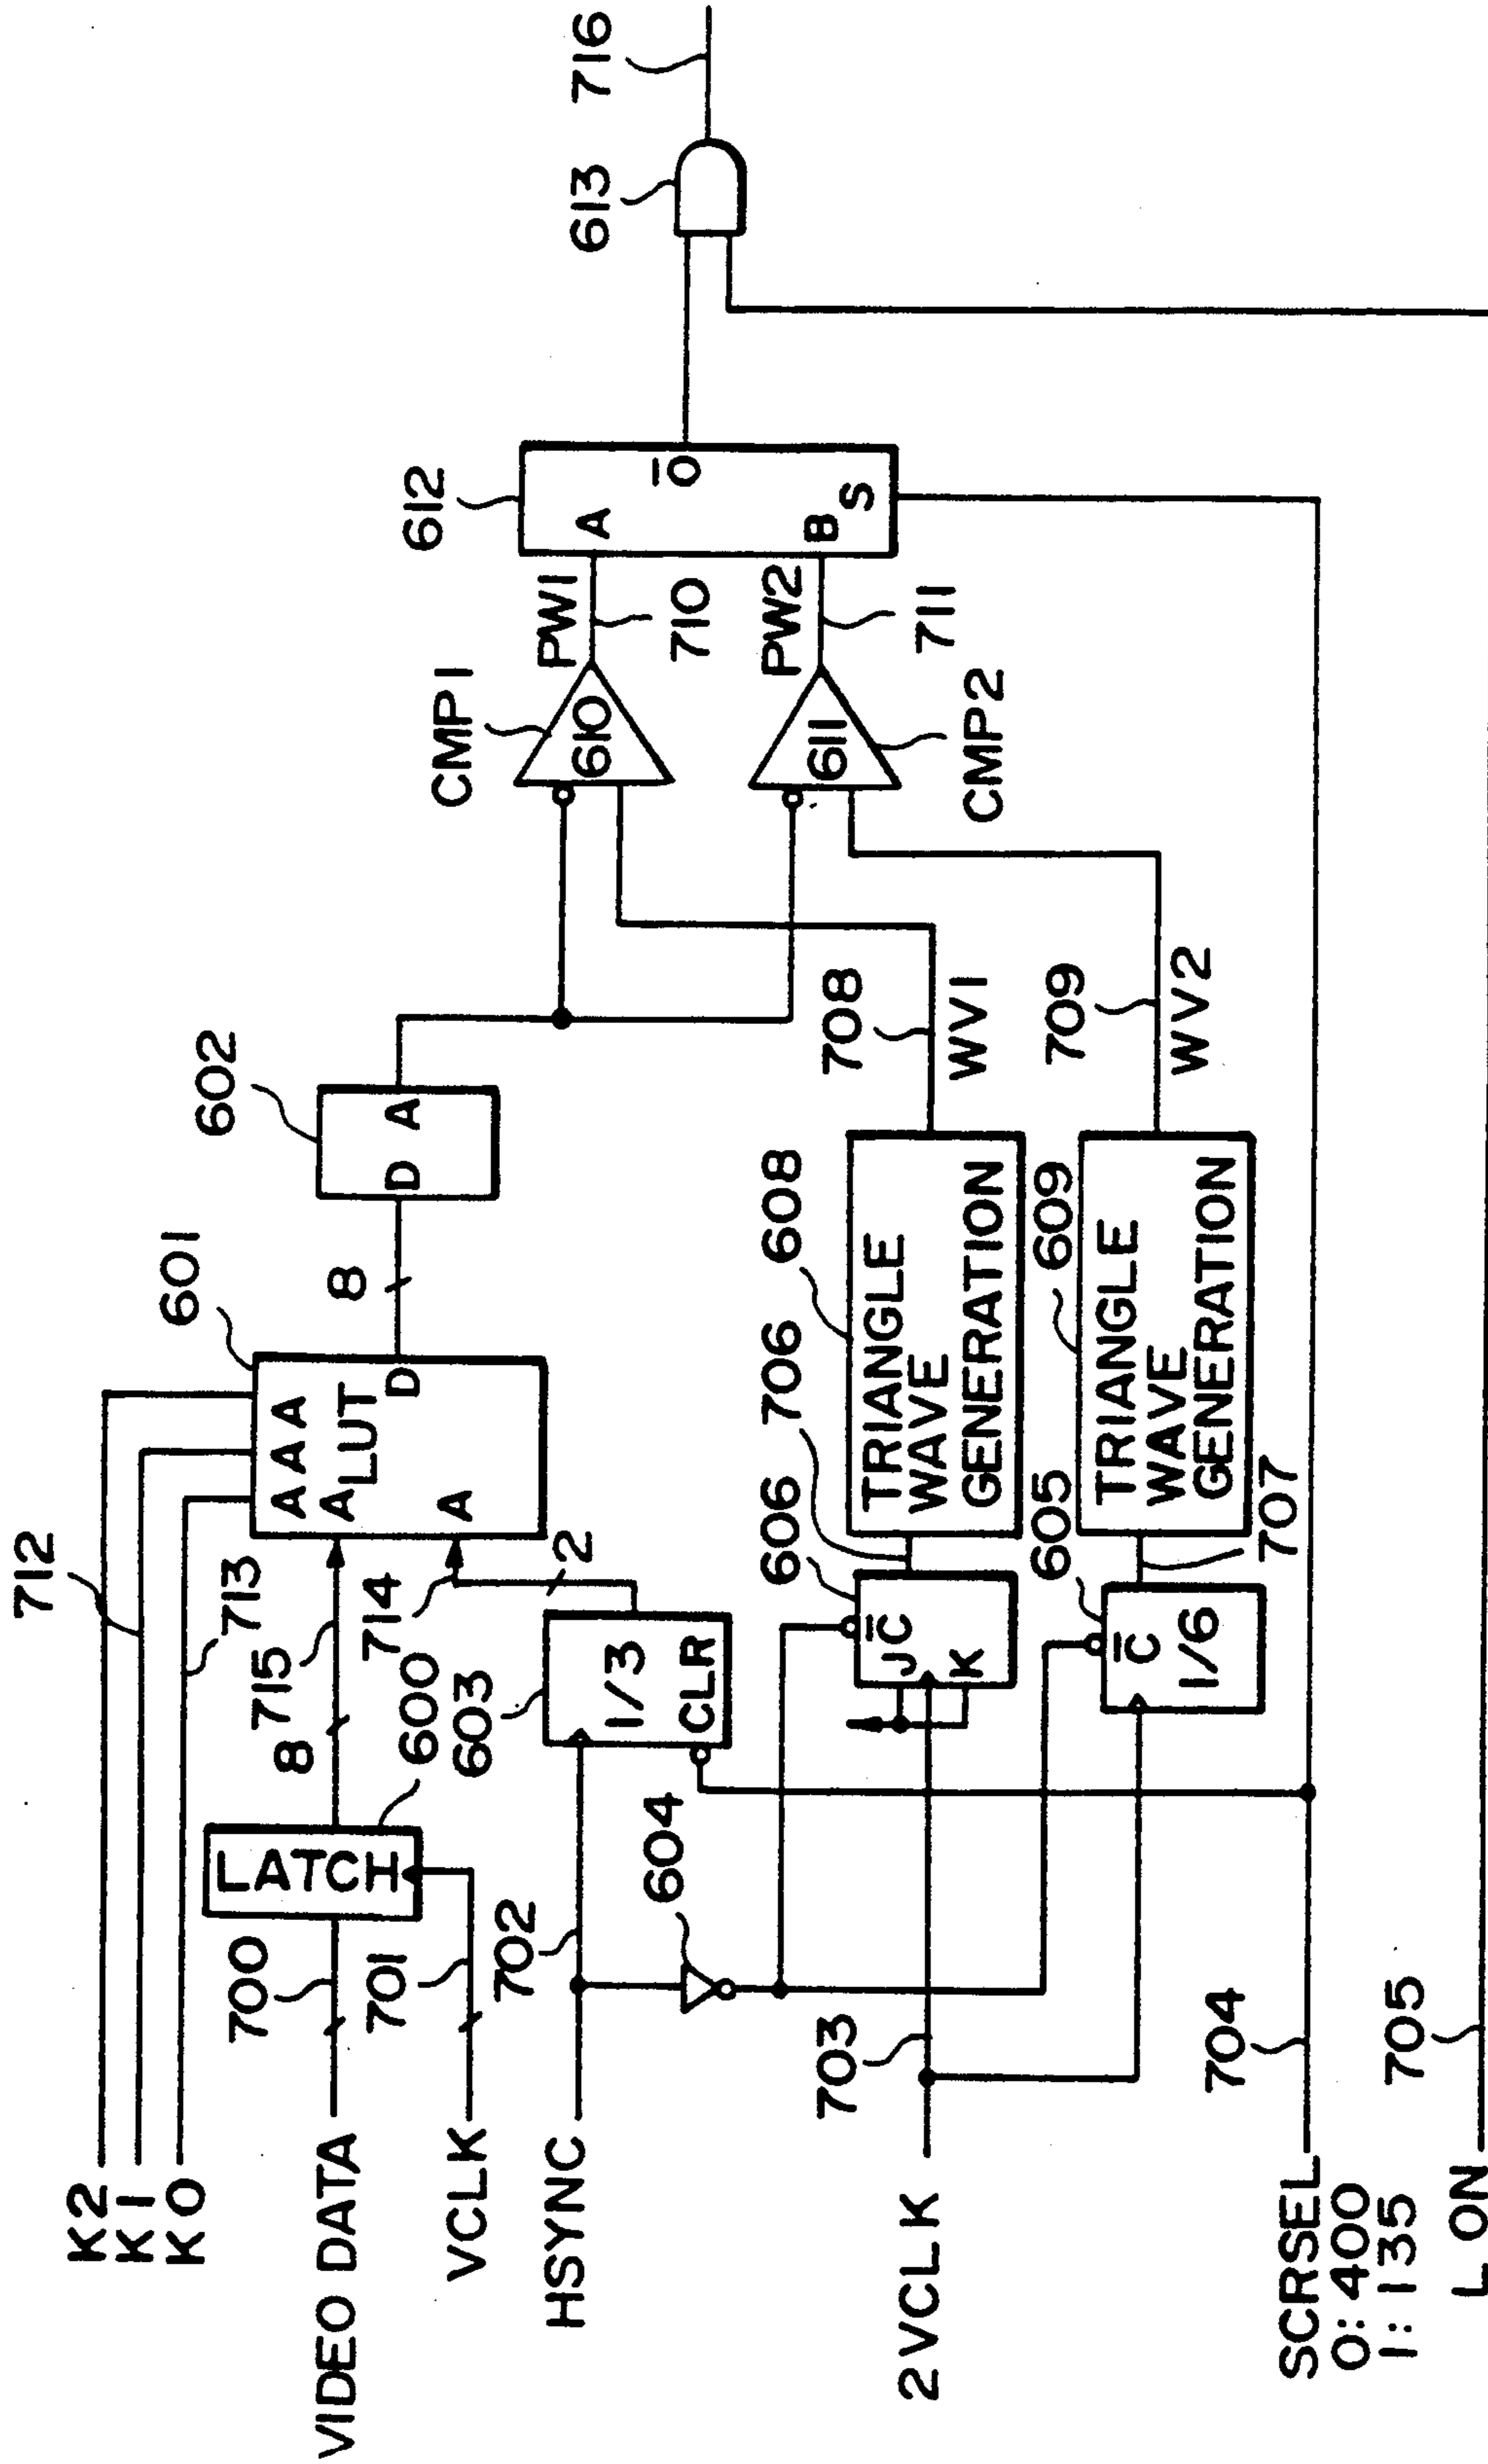 K2
K1
K0
712
713
VIDEO DATA
700
LATCH
8
715
600
A A A
A LUT
A
D
601
8
602
D A
VCLK
701
714
2
603
1/3
CLR
HSYNC
702
604
CMP1
610
PW1
710
CMP2
611
PW2
711
612
A
B
S
O̅
613
716
2VCLK
703
606
J C̅
K
706
608
TRIANGLE
WAVE
GENERATION
708
WV1
605
C̅
1/6
707
609
TRIANGLE
WAVE
GENERATION
709
WV2
SCRSEL
0:400
1:135
704
L ON
705